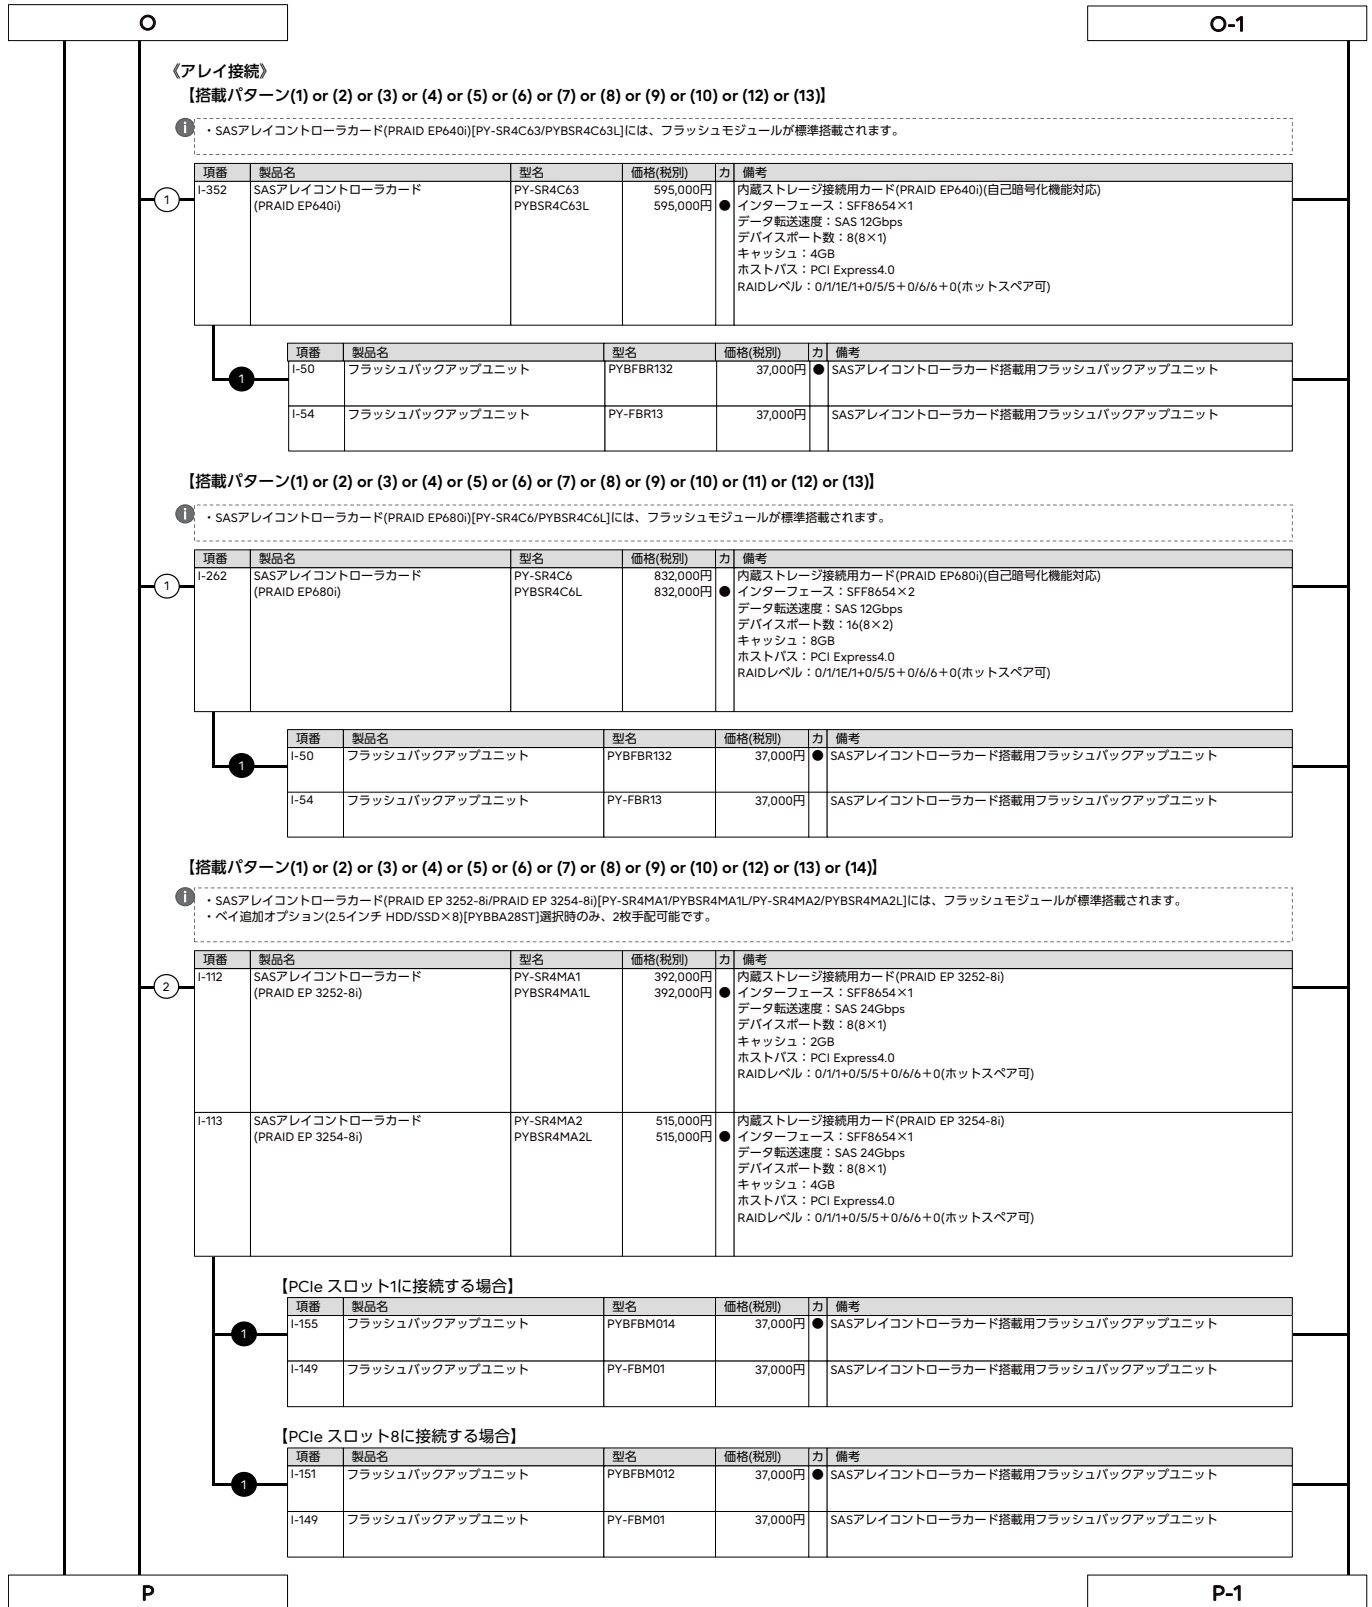 O
O-1
《アレイ接続》
【搭載パターン(1) or (2) or (3) or (4) or (5) or (6) or (7) or (8) or (9) or (10) or (12) or (13)】
i ・SASアレイコントローラカード(PRAID EP640i)[PY-SR4C63/PYBSR4C63L]には、フラッシュモジュールが標準搭載されます。
項番 製品名 型名 価格(税別) カ 備考
1 I-352 SASアレイコントローラカード PY-SR4C63 595,000円 内蔵ストレージ接続用カード(PRAID EP640i)(自己暗号化機能対応)
(PRAID EP640i) PYBSR4C63L 595,000円 ● インターフェース：SFF8654×1
データ転送速度：SAS 12Gbps
デバイスポート数：8(8×1)
キャッシュ：4GB
ホストバス：PCI Express4.0
RAIDレベル：0/1/1E/1+0/5/5＋0/6/6＋0(ホットスペア可)
項番 製品名 型名 価格(税別) カ 備考
1 I-50 フラッシュバックアップユニット PYBFBR132 37,000円 ● SASアレイコントローラカード搭載用フラッシュバックアップユニット
I-54 フラッシュバックアップユニット PY-FBR13 37,000円 SASアレイコントローラカード搭載用フラッシュバックアップユニット
【搭載パターン(1) or (2) or (3) or (4) or (5) or (6) or (7) or (8) or (9) or (10) or (11) or (12) or (13)】
i ・SASアレイコントローラカード(PRAID EP680i)[PY-SR4C6/PYBSR4C6L]には、フラッシュモジュールが標準搭載されます。
項番 製品名 型名 価格(税別) カ 備考
1 I-262 SASアレイコントローラカード PY-SR4C6 832,000円 内蔵ストレージ接続用カード(PRAID EP680i)(自己暗号化機能対応)
(PRAID EP680i) PYBSR4C6L 832,000円 ● インターフェース：SFF8654×2
データ転送速度：SAS 12Gbps
デバイスポート数：16(8×2)
キャッシュ：8GB
ホストバス：PCI Express4.0
RAIDレベル：0/1/1E/1+0/5/5＋0/6/6＋0(ホットスペア可)
項番 製品名 型名 価格(税別) カ 備考
1 I-50 フラッシュバックアップユニット PYBFBR132 37,000円 ● SASアレイコントローラカード搭載用フラッシュバックアップユニット
I-54 フラッシュバックアップユニット PY-FBR13 37,000円 SASアレイコントローラカード搭載用フラッシュバックアップユニット
【搭載パターン(1) or (2) or (3) or (4) or (5) or (6) or (7) or (8) or (9) or (10) or (12) or (13) or (14)】
i ・SASアレイコントローラカード(PRAID EP 3252-8i/PRAID EP 3254-8i)[PY-SR4MA1/PYBSR4MA1L/PY-SR4MA2/PYBSR4MA2L]には、フラッシュモジュールが標準搭載されます。
・ベイ追加オプション(2.5インチ HDD/SSD×8)[PYBBA28ST]選択時のみ、2枚手配可能です。
項番 製品名 型名 価格(税別) カ 備考
2 I-112 SASアレイコントローラカード PY-SR4MA1 392,000円 内蔵ストレージ接続用カード(PRAID EP 3252-8i)
(PRAID EP 3252-8i) PYBSR4MA1L 392,000円 ● インターフェース：SFF8654×1
データ転送速度：SAS 24Gbps
デバイスポート数：8(8×1)
キャッシュ：2GB
ホストバス：PCI Express4.0
RAIDレベル：0/1/1+0/5/5＋0/6/6＋0(ホットスペア可)
I-113 SASアレイコントローラカード PY-SR4MA2 515,000円 内蔵ストレージ接続用カード(PRAID EP 3254-8i)
(PRAID EP 3254-8i) PYBSR4MA2L 515,000円 ● インターフェース：SFF8654×1
データ転送速度：SAS 24Gbps
デバイスポート数：8(8×1)
キャッシュ：4GB
ホストバス：PCI Express4.0
RAIDレベル：0/1/1+0/5/5＋0/6/6＋0(ホットスペア可)
【PCIe スロット1に接続する場合】
項番 製品名 型名 価格(税別) カ 備考
1 I-155 フラッシュバックアップユニット PYBFBM014 37,000円 ● SASアレイコントローラカード搭載用フラッシュバックアップユニット
I-149 フラッシュバックアップユニット PY-FBM01 37,000円 SASアレイコントローラカード搭載用フラッシュバックアップユニット
【PCIe スロット8に接続する場合】
項番 製品名 型名 価格(税別) カ 備考
1 I-151 フラッシュバックアップユニット PYBFBM012 37,000円 ● SASアレイコントローラカード搭載用フラッシュバックアップユニット
I-149 フラッシュバックアップユニット PY-FBM01 37,000円 SASアレイコントローラカード搭載用フラッシュバックアップユニット
P
P-1